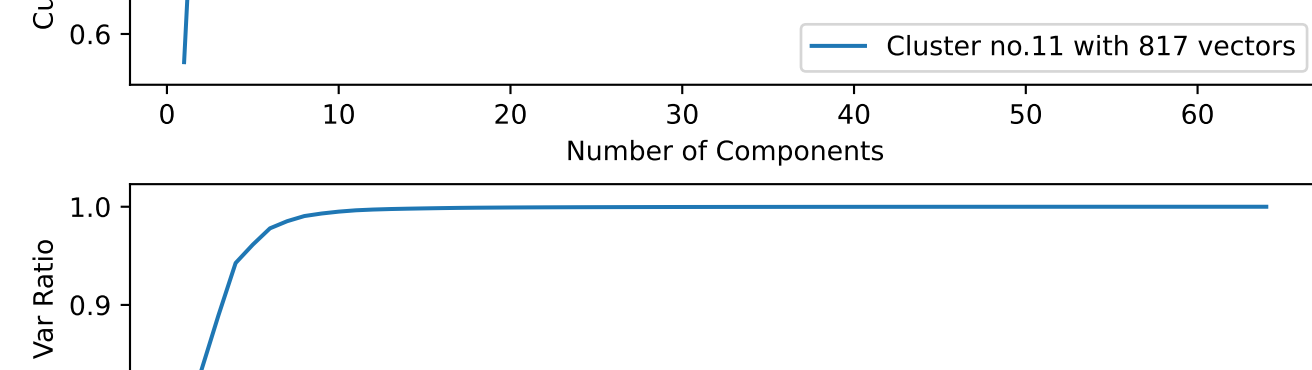 0.6
Cluster no.11 with 817 vectors
0 10 20 30 40 50 60
Number of Components
1.0
0.9
Var Ratio